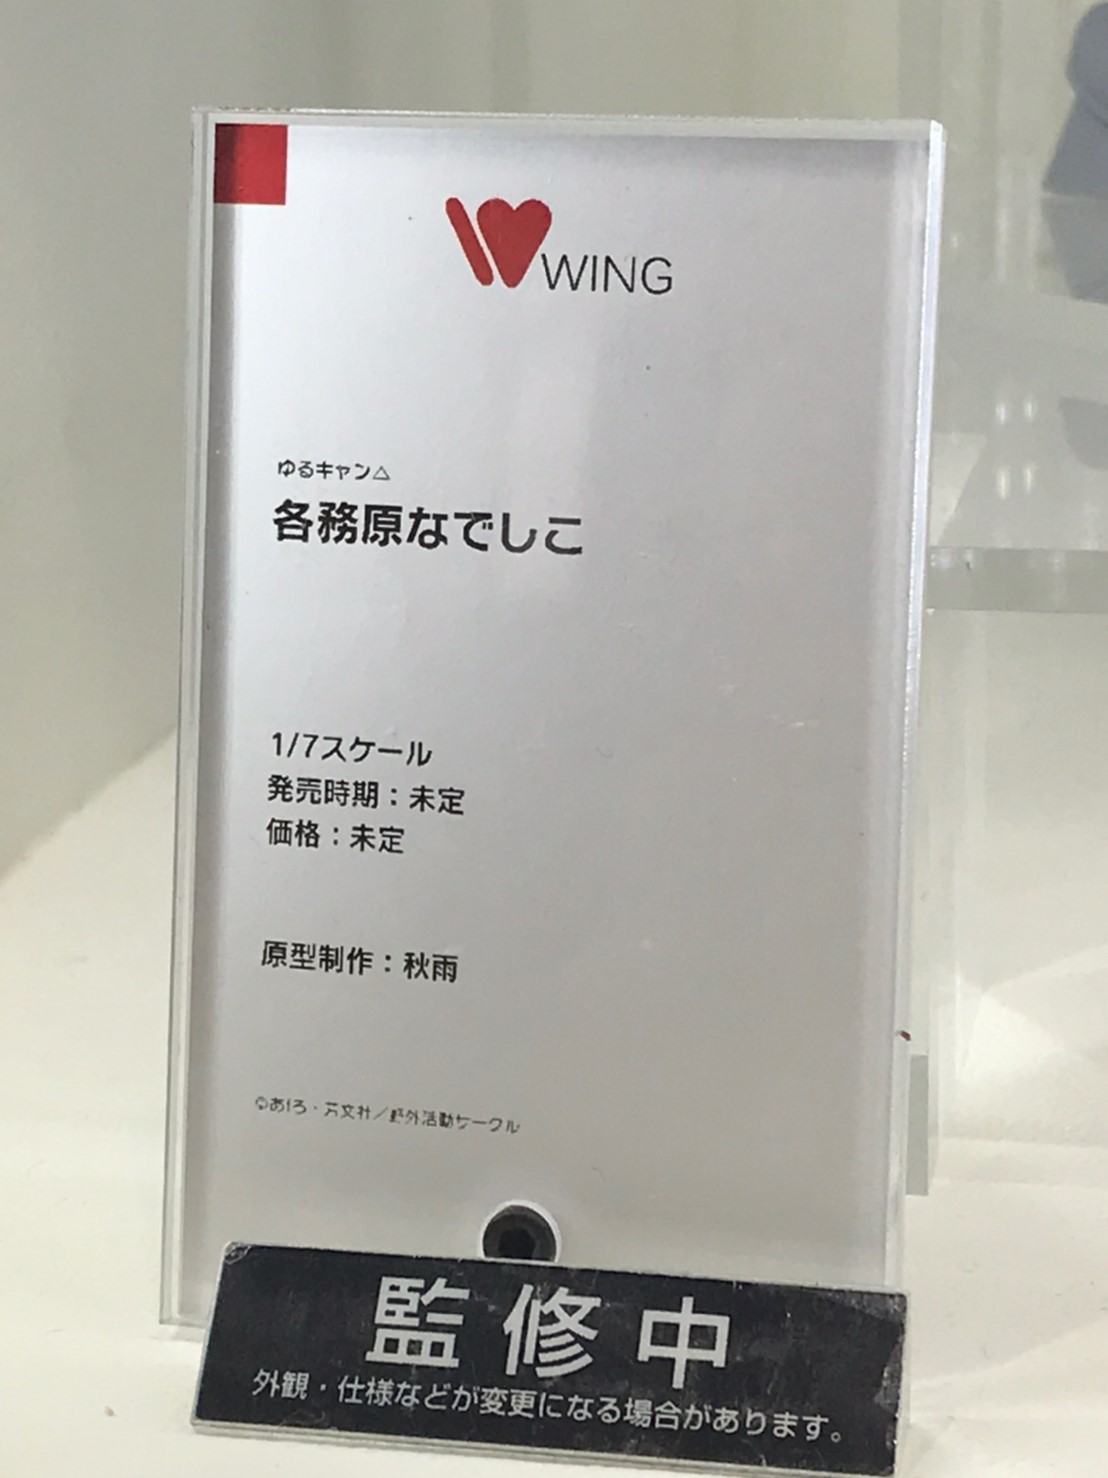 WING
ゆるキャン△
各務原なでしこ
1/7スケール
発売時期：未定
価格：未定
原型制作：秋雨
©あfろ・芳文社／野外活動サークル
監修中
外観・仕様などが変更になる場合があります。